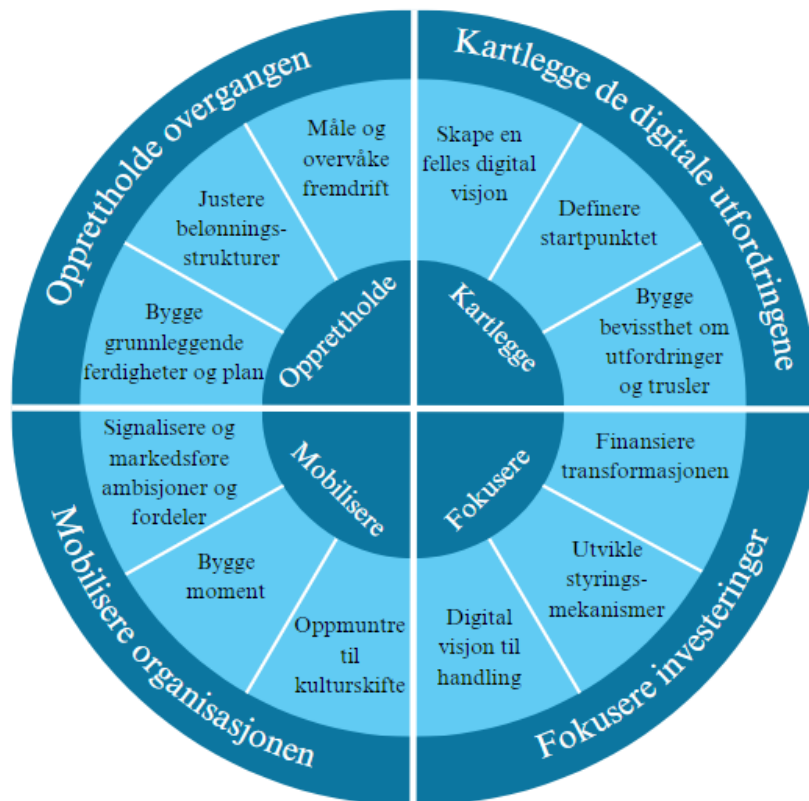 Opprettholde overgangen
Kartlegge de digitale utfordringene
Måle og
overvåke
fremdrift
Skape en
felles digital
visjon
Justere
belønnings-
strukturer
Definere
startpunktet
Bygge
grunnleggende
ferdigheter og plan
Bygge
bevissthet om
utfordringer
og trusler
Opprettholde
Kartlegge
Mobilisere
Fokusere
Signalisere og
markedsføre
ambisjoner og
fordeler
Finansiere
transformasjonen
Bygge
moment
Utvikle
styrings-
mekanismer
Oppmuntre
til
kulturskifte
Digital
visjon til
handling
Mobilisere organisasjonen
Fokusere investeringer